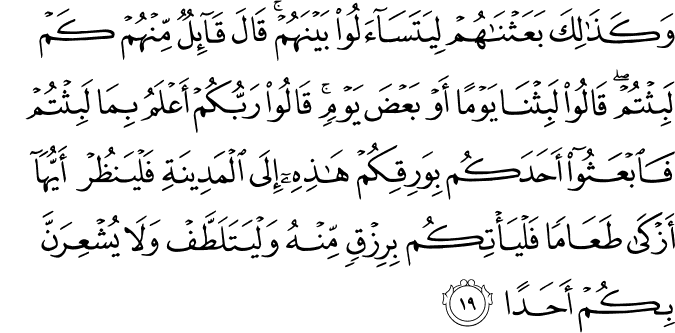 وَكَذَٰلِكَ بَعَثْنَٰهُمْ لِيَتَسَآءَلُوا۟ بَيْنَهُمْ ۚ قَالَ قَآئِلٌ مِّنْهُمْ كَمْ
لَبِثْتُمْ ۖ قَالُوا۟ لَبِثْنَا يَوْمًا أَوْ بَعْضَ يَوْمٍ ۚ قَالُوا۟ رَبُّكُمْ أَعْلَمُ بِمَا لَبِثْتُمْ
فَٱبْعَثُوٓا۟ أَحَدَكُم بِوَرِقِكُمْ هَٰذِهِۦٓ إِلَى ٱلْمَدِينَةِ فَلْيَنظُرْ أَيُّهَآ
أَزْكَىٰ طَعَامًا فَلْيَأْتِكُم بِرِزْقٍ مِّنْهُ وَلْيَتَلَطَّفْ وَلَا يُشْعِرَنَّ
بِكُمْ أَحَدًا ١٩